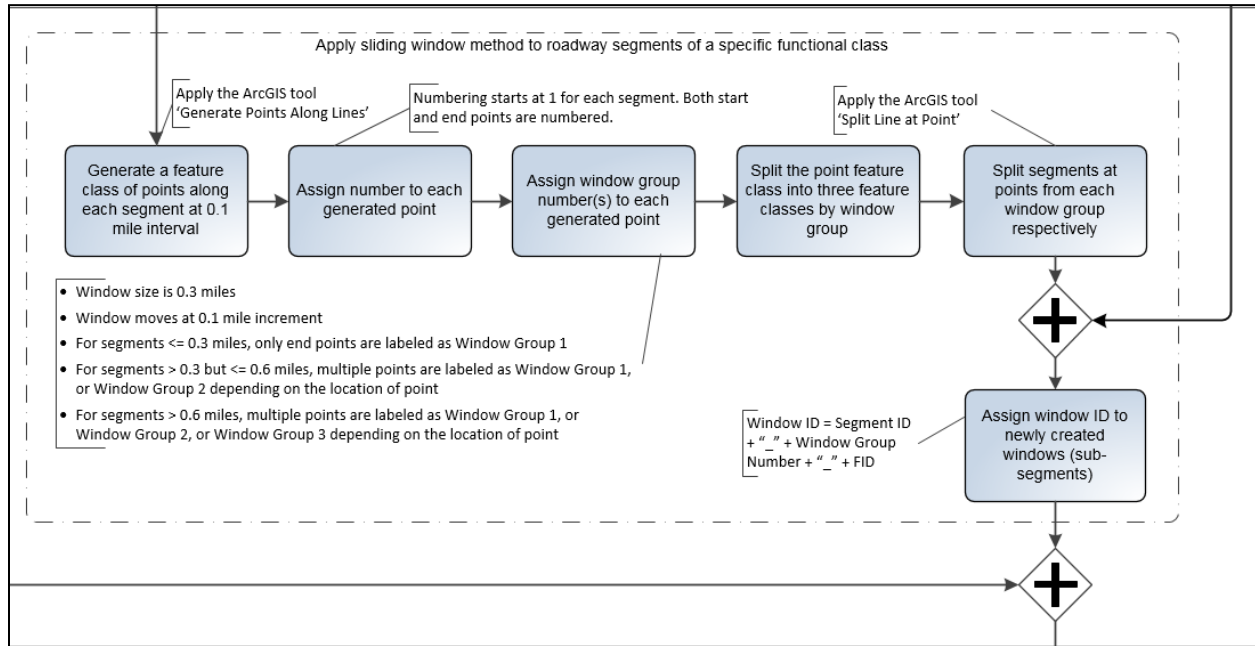 Apply sliding window method to roadway segments of a specific functional class
Apply the ArcGIS tool
‘Generate Points Along Lines’
Numbering starts at 1 for each segment. Both start
and end points are numbered.
Apply the ArcGIS tool
‘Split Line at Point’
Generate a feature
class of points along
each segment at 0.1
mile interval
Assign number to each
generated point
Assign window group
number(s) to each
generated point
Split the point feature
class into three feature
classes by window
group
Split segments at
points from each
window group
respectively
• Window size is 0.3 miles
• Window moves at 0.1 mile increment
• For segments <= 0.3 miles, only end points are labeled as Window Group 1
• For segments > 0.3 but <= 0.6 miles, multiple points are labeled as Window Group 1,
or Window Group 2 depending on the location of point
• For segments > 0.6 miles, multiple points are labeled as Window Group 1, or
Window Group 2, or Window Group 3 depending on the location of point
Window ID = Segment ID
+ “_” + Window Group
Number + “_” + FID
Assign window ID to
newly created
windows (sub-
segments)